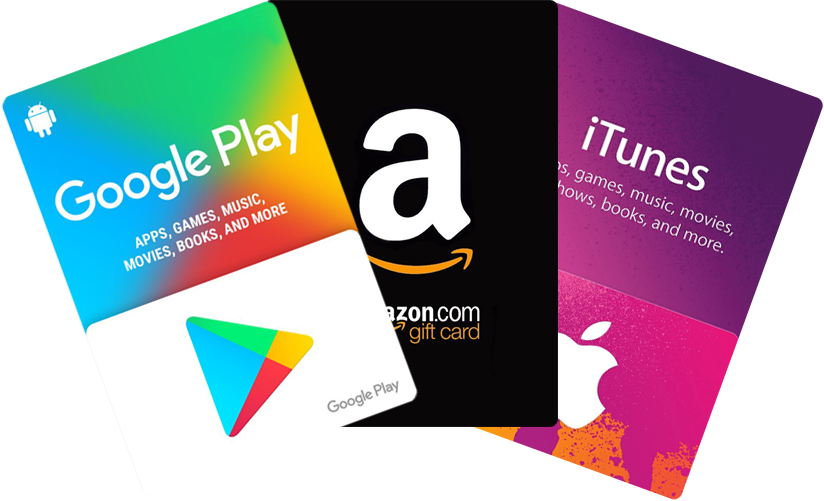 Google Play
APPS, GAMES, MUSIC,
MOVIES, BOOKS, AND MORE
Google Play
a
azon.com
gift card
iTunes
games, music, movies,
hows, books, and more.